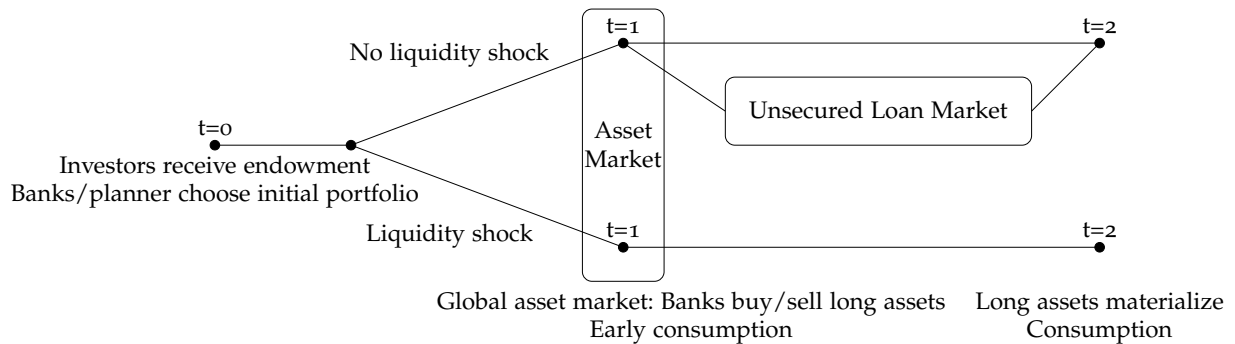 t=1
t=2
No liquidity shock
Unsecured Loan Market
t=0
Asset
Market
Investors receive endowment
Banks/planner choose initial portfolio
Liquidity shock
t=1
t=2
Global asset market: Banks buy/sell long assets
Early consumption
Long assets materialize
Consumption